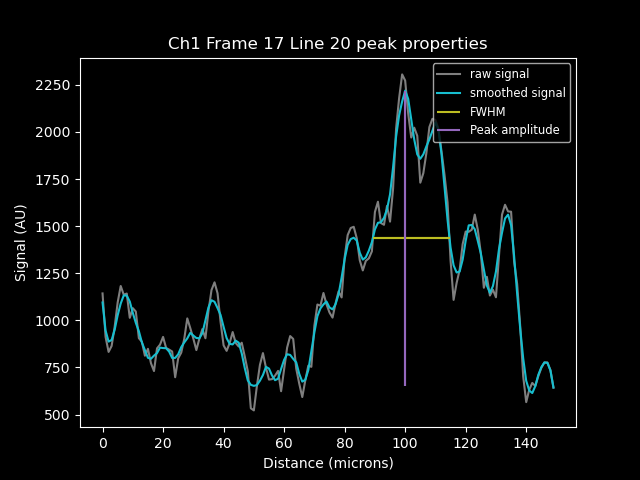 Ch1 Frame 17 Line 20 peak properties
raw signal
smoothed signal
FWHM
Peak amplitude
2250
2000
1750
1500
1250
1000
750
500
Signal (AU)
0 20 40 60 80 100 120 140
Distance (microns)